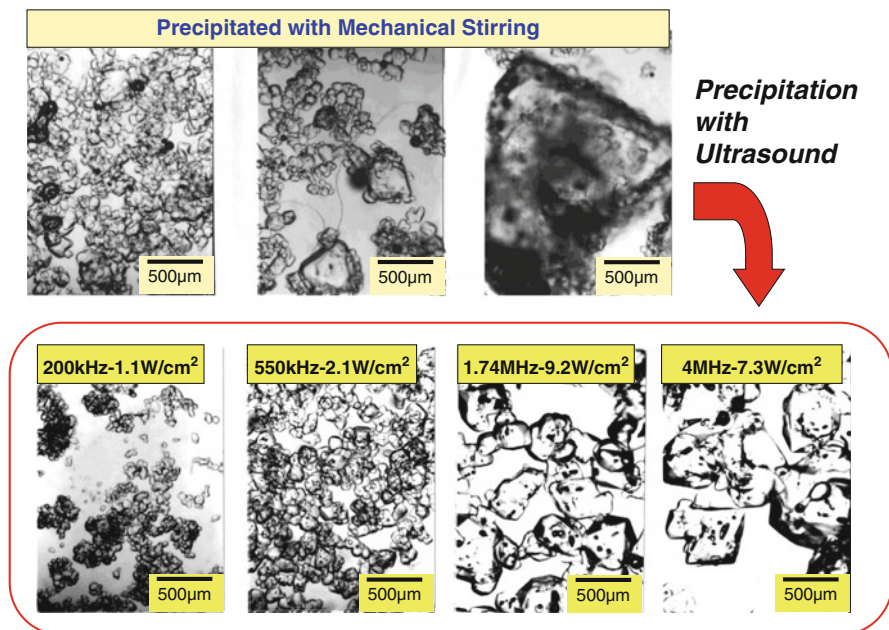 Precipitated with Mechanical Stirring
Precipitation
with
Ultrasound
500µm
500µm
500µm
200kHz-1.1W/cm²
550kHz-2.1W/cm²
1.74MHz-9.2W/cm²
4MHz-7.3W/cm²
500µm
500µm
500µm
500µm